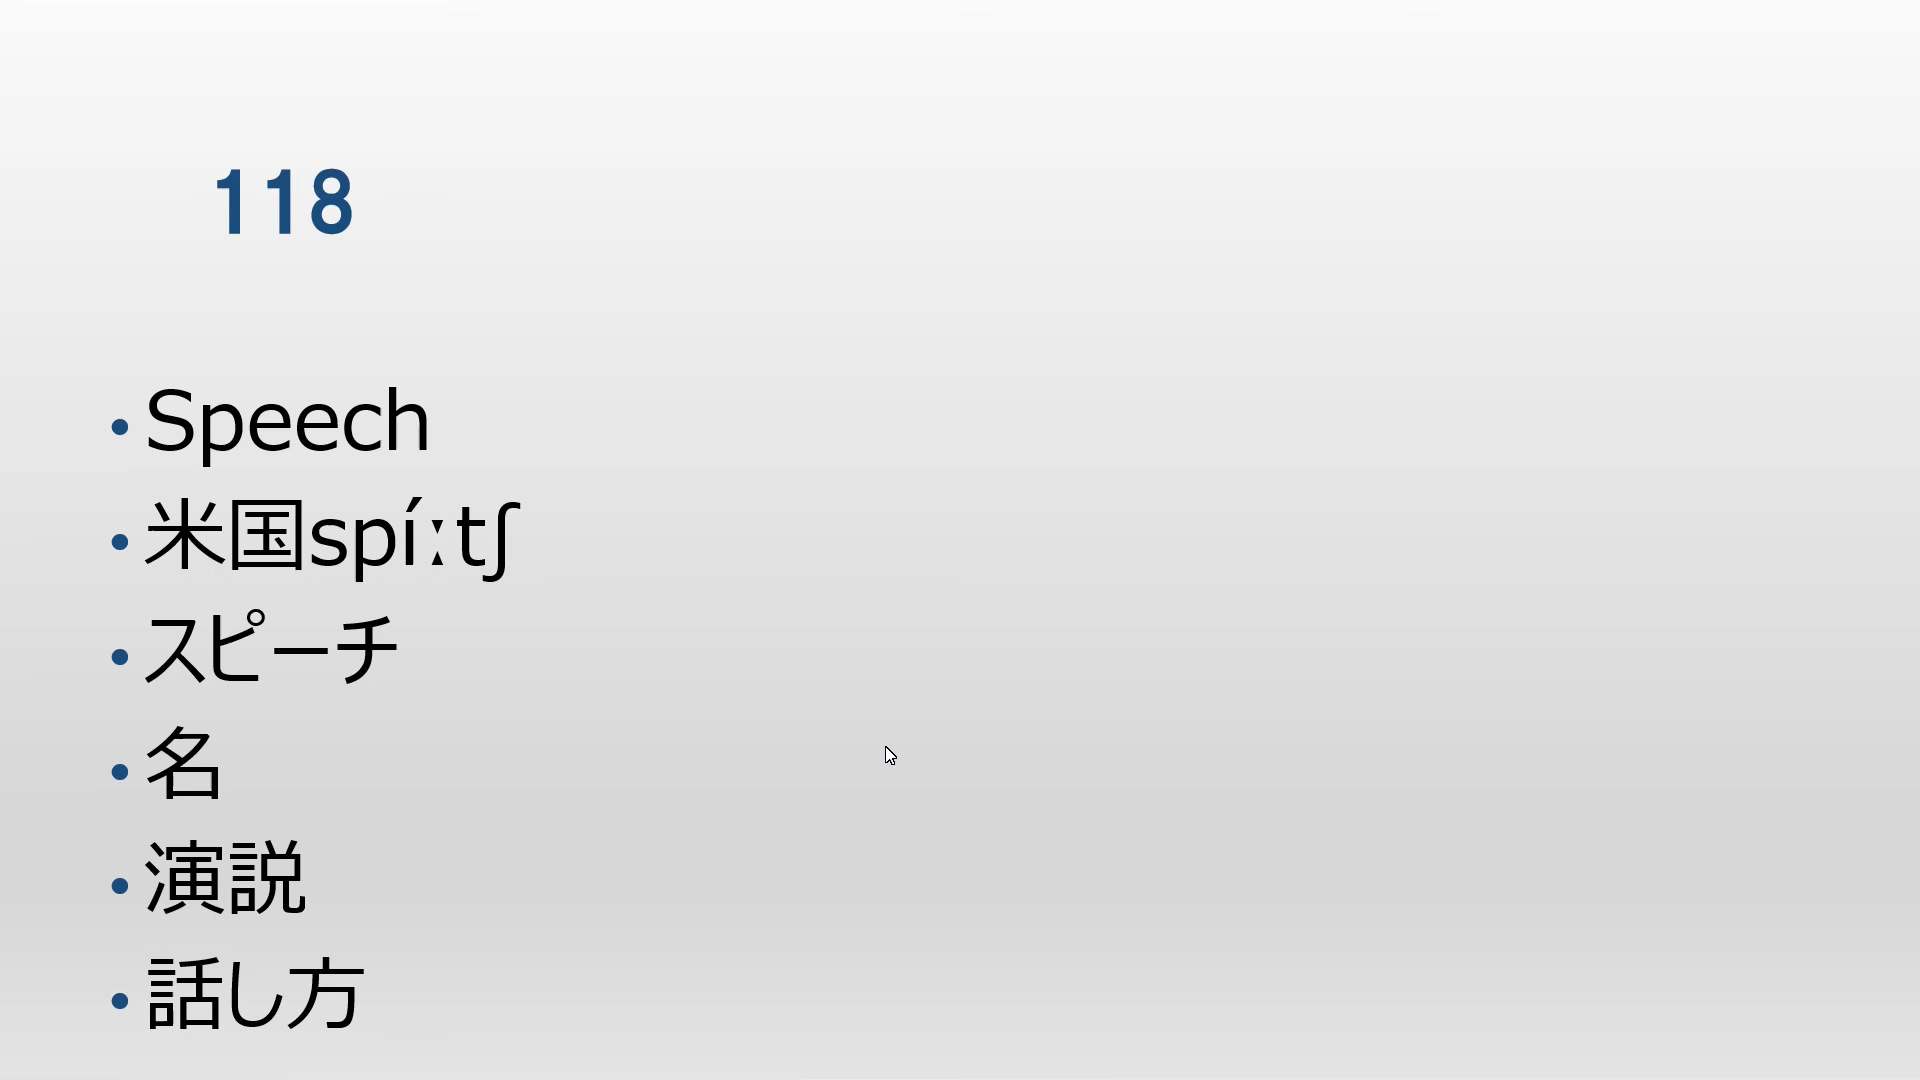 118
• Speech
• 米国spíːtʃ
• スピーチ
• 名
• 演説
• 話し方